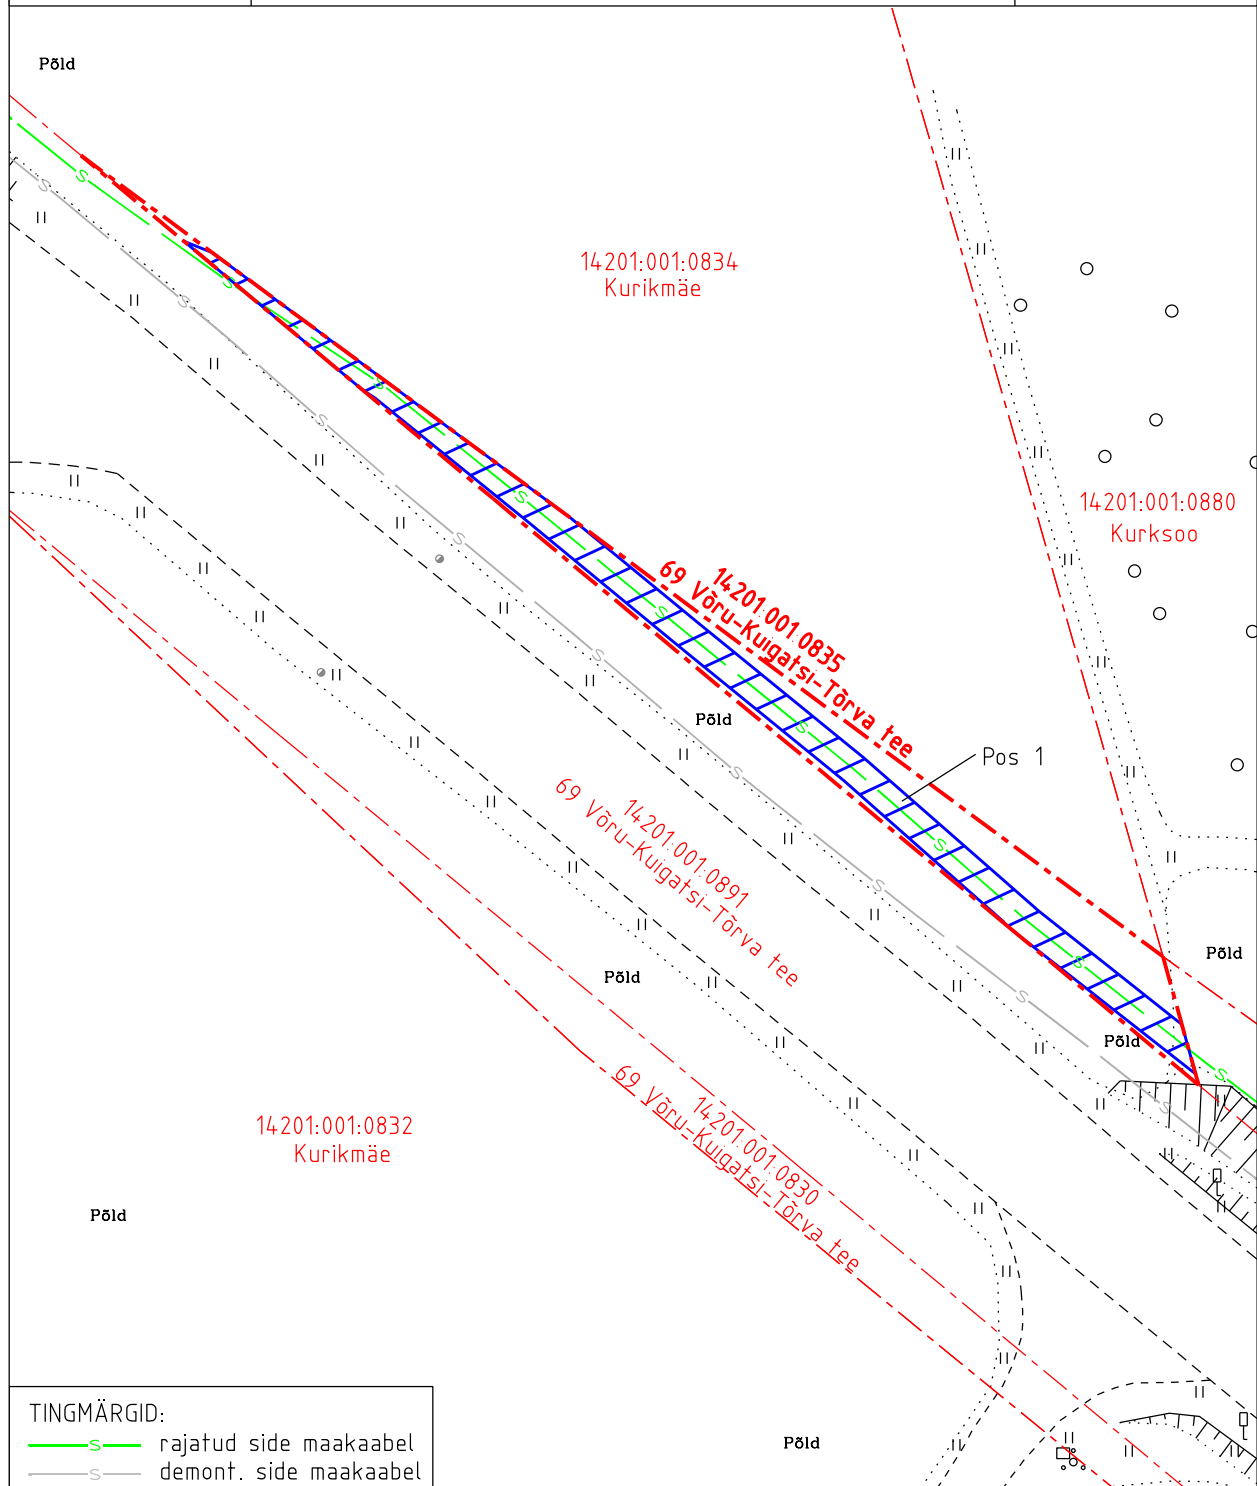 Põld
14201:001:0834
Kurikmäe
14201:001:0880
Kurksoo
14201:001:0835
69 Võru-Kuigatsi-Tõrva tee
Põld
Pos 1
14201:001:0891
69 Võru-Kuigatsi-Tõrva tee
Põld
Põld
Põld
14201:001:0830
69 Võru-Kuigatsi-Tõrva tee
14201:001:0832
Kurikmäe
Põld
Põld
TINGMÄRGID:
S rajatud side maakaabel
S demont. side maakaabel